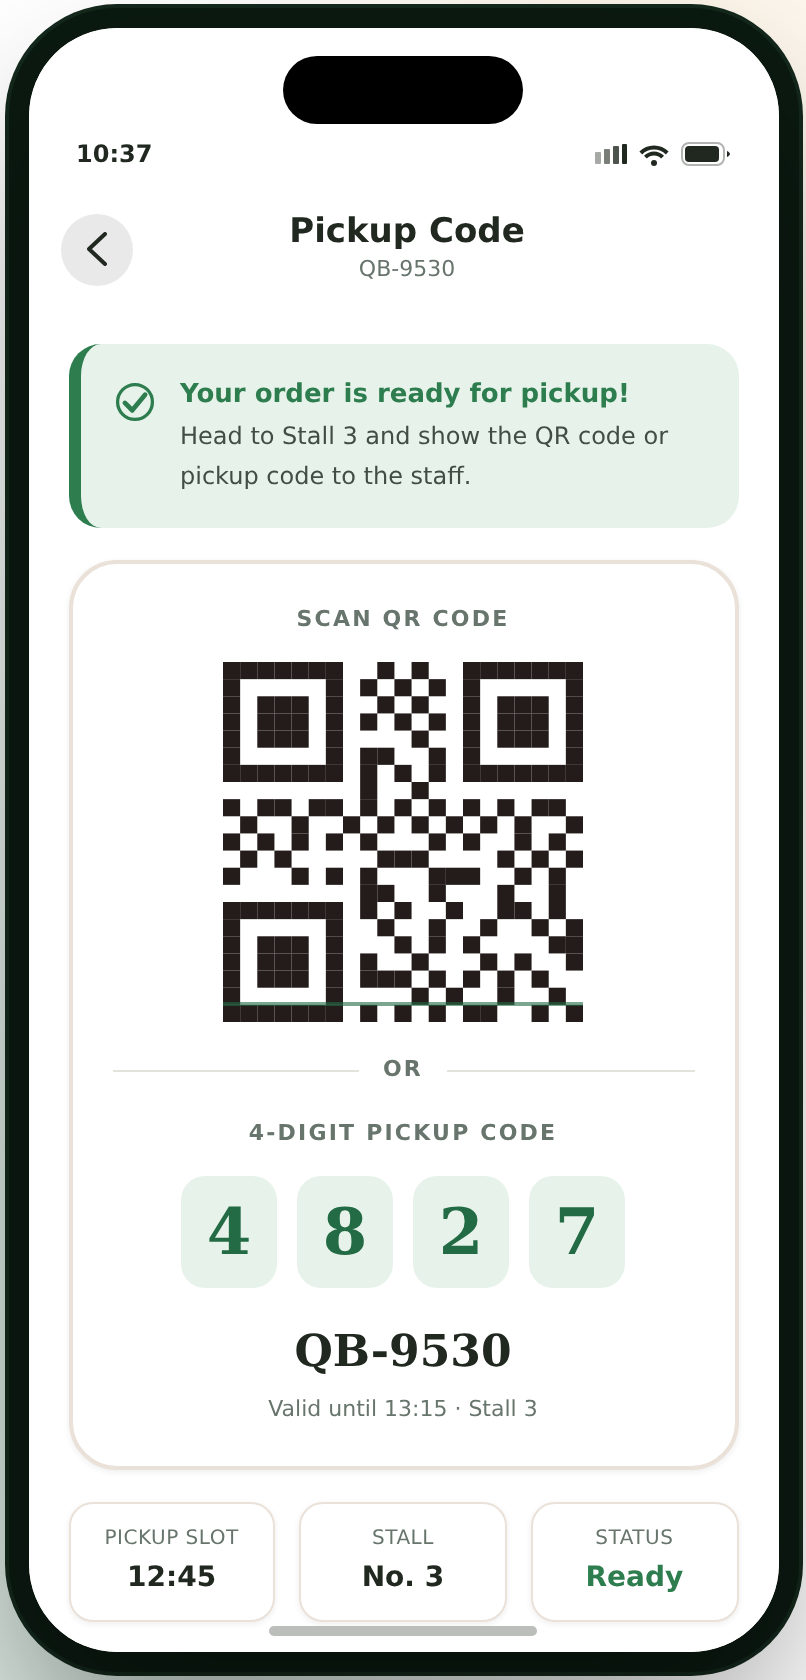 10:37
Pickup Code
QB-9530
Your order is ready for pickup!
Head to Stall 3 and show the QR code or
pickup code to the staff.
SCAN QR CODE
OR
4-DIGIT PICKUP CODE
4 8 2 7
QB-9530
Valid until 13:15 · Stall 3
PICKUP SLOT
12:45
STALL
No. 3
STATUS
Ready